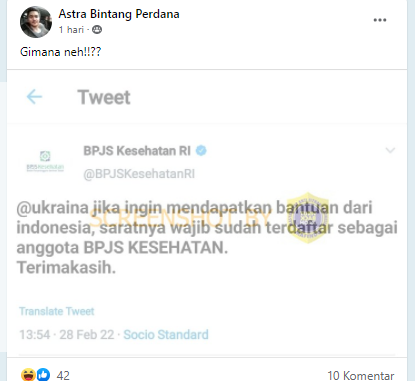 Astra Bintang Perdana
1 hari ·
Gimana neh!!??
Tweet
BPJS Kesehatan RI
@BPJSKesehatanRI
@ukraina jika ingin mendapatkan bantuan dari
indonesia, saratnya wajib sudah terdaftar sebagai
anggota BPJS KESEHATAN.
Terimakasih.
SCREENSHOT BY
Translate Tweet
13:54 · 28 Feb 22 · Socio Standard
42
10 Komentar